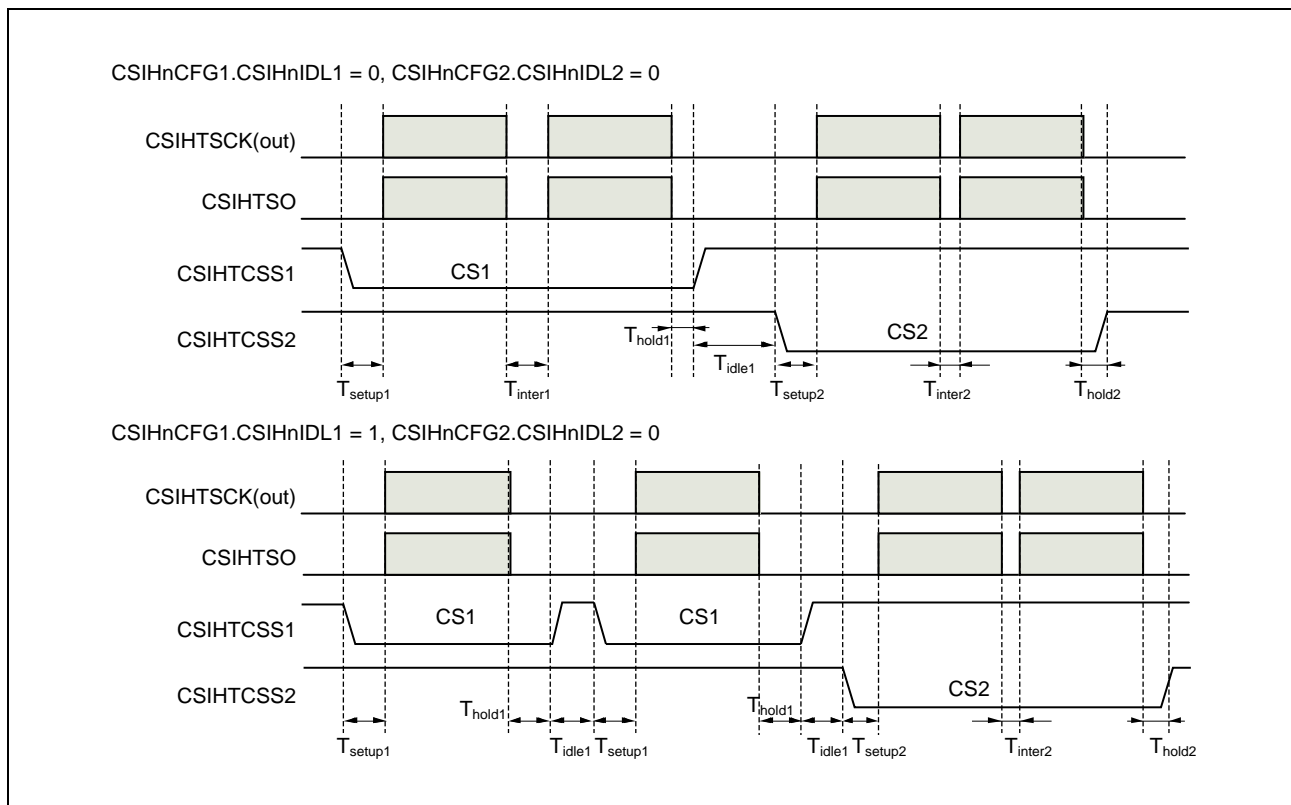 CSIHnCFG1.CSIHnIDL1 = 0, CSIHnCFG2.CSIHnIDL2 = 0
CSIHTSCK(out)
CSIHTSO
CSIHTCSS1
CS1
CSIHTCSS2
CS2
Thold1
Tidle1
Tsetup1
Tinter1
Tsetup2
Tinter2
Thold2
CSIHnCFG1.CSIHnIDL1 = 1, CSIHnCFG2.CSIHnIDL2 = 0
CSIHTSCK(out)
CSIHTSO
CSIHTCSS1
CS1
CS1
CSIHTCSS2
CS2
Thold1
Thold1
Tsetup1
Tidle1
Tsetup1
Tidle1
Tsetup2
Tinter2
Thold2